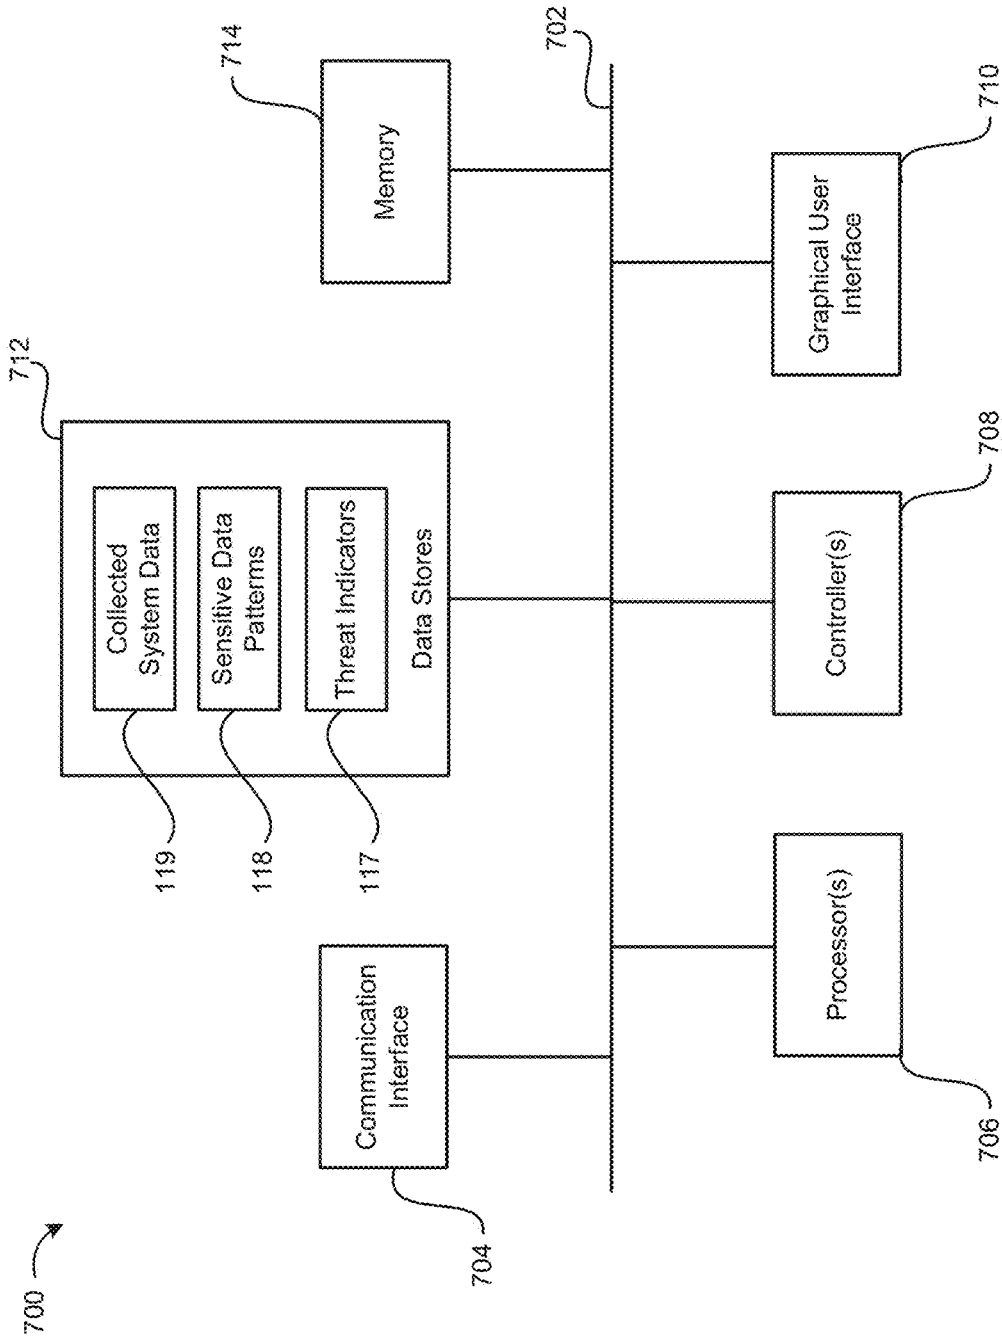 700
712
Collected
System Data
Sensitive Data
Patterms
Threat Indicators
Data Stores
119
118
117
714
Memory
Communication
Interface
704
702
Processor(s)
706
Controller(s)
708
Graphical User
Interface
710